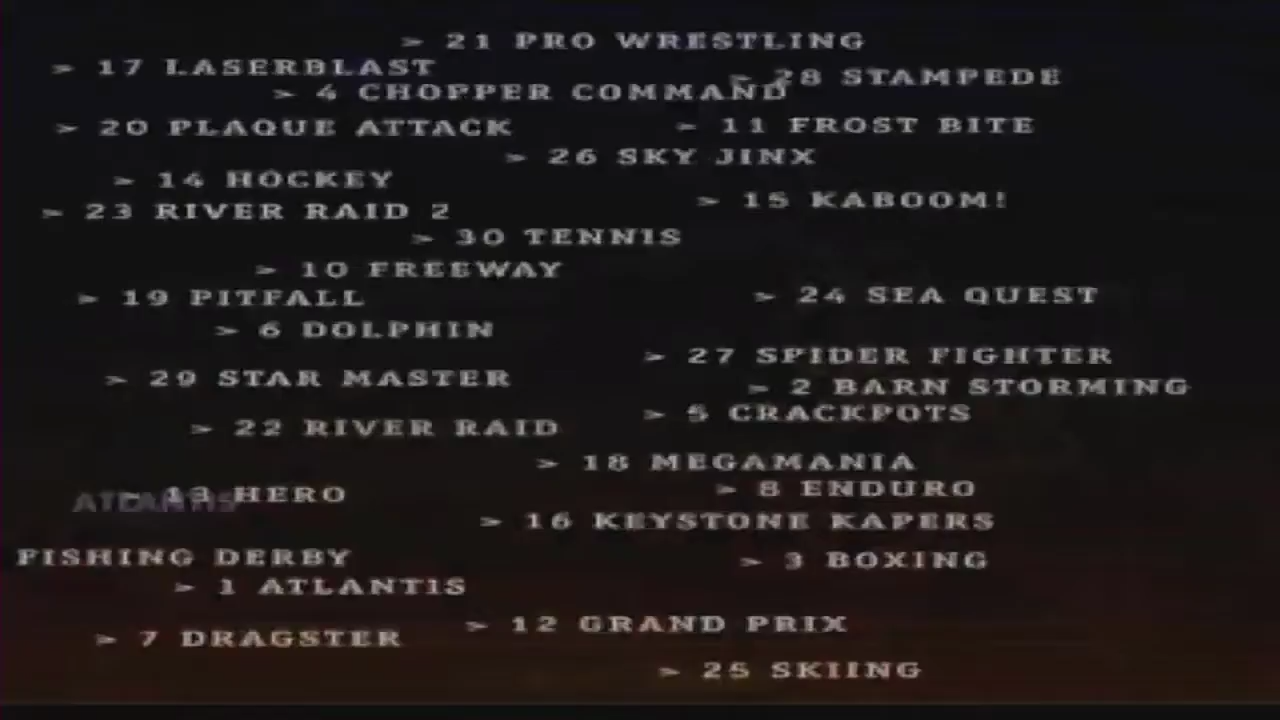 > 21 PRO WRESTLING
> 17 LASERBLAST
> 28 STAMPEDE
> 4 CHOPPER COMMAND
> 20 PLAQUE ATTACK
> 11 FROST BITE
> 26 SKY JINX
> 14 HOCKEY
> 15 KABOOM!
> 23 RIVER RAID 2
> 30 TENNIS
> 10 FREEWAY
> 19 PITFALL
> 24 SEA QUEST
> 6 DOLPHIN
> 27 SPIDER FIGHTER
> 29 STAR MASTER
> 2 BARN STORMING
> 5 CRACKPOTS
> 22 RIVER RAID
> 18 MEGAMANIA
> 8 ENDURO
> 13 HERO
ATLANTIS
> 16 KEYSTONE KAPERS
FISHING DERBY
> 3 BOXING
> 1 ATLANTIS
> 12 GRAND PRIX
> 7 DRAGSTER
> 25 SKIING